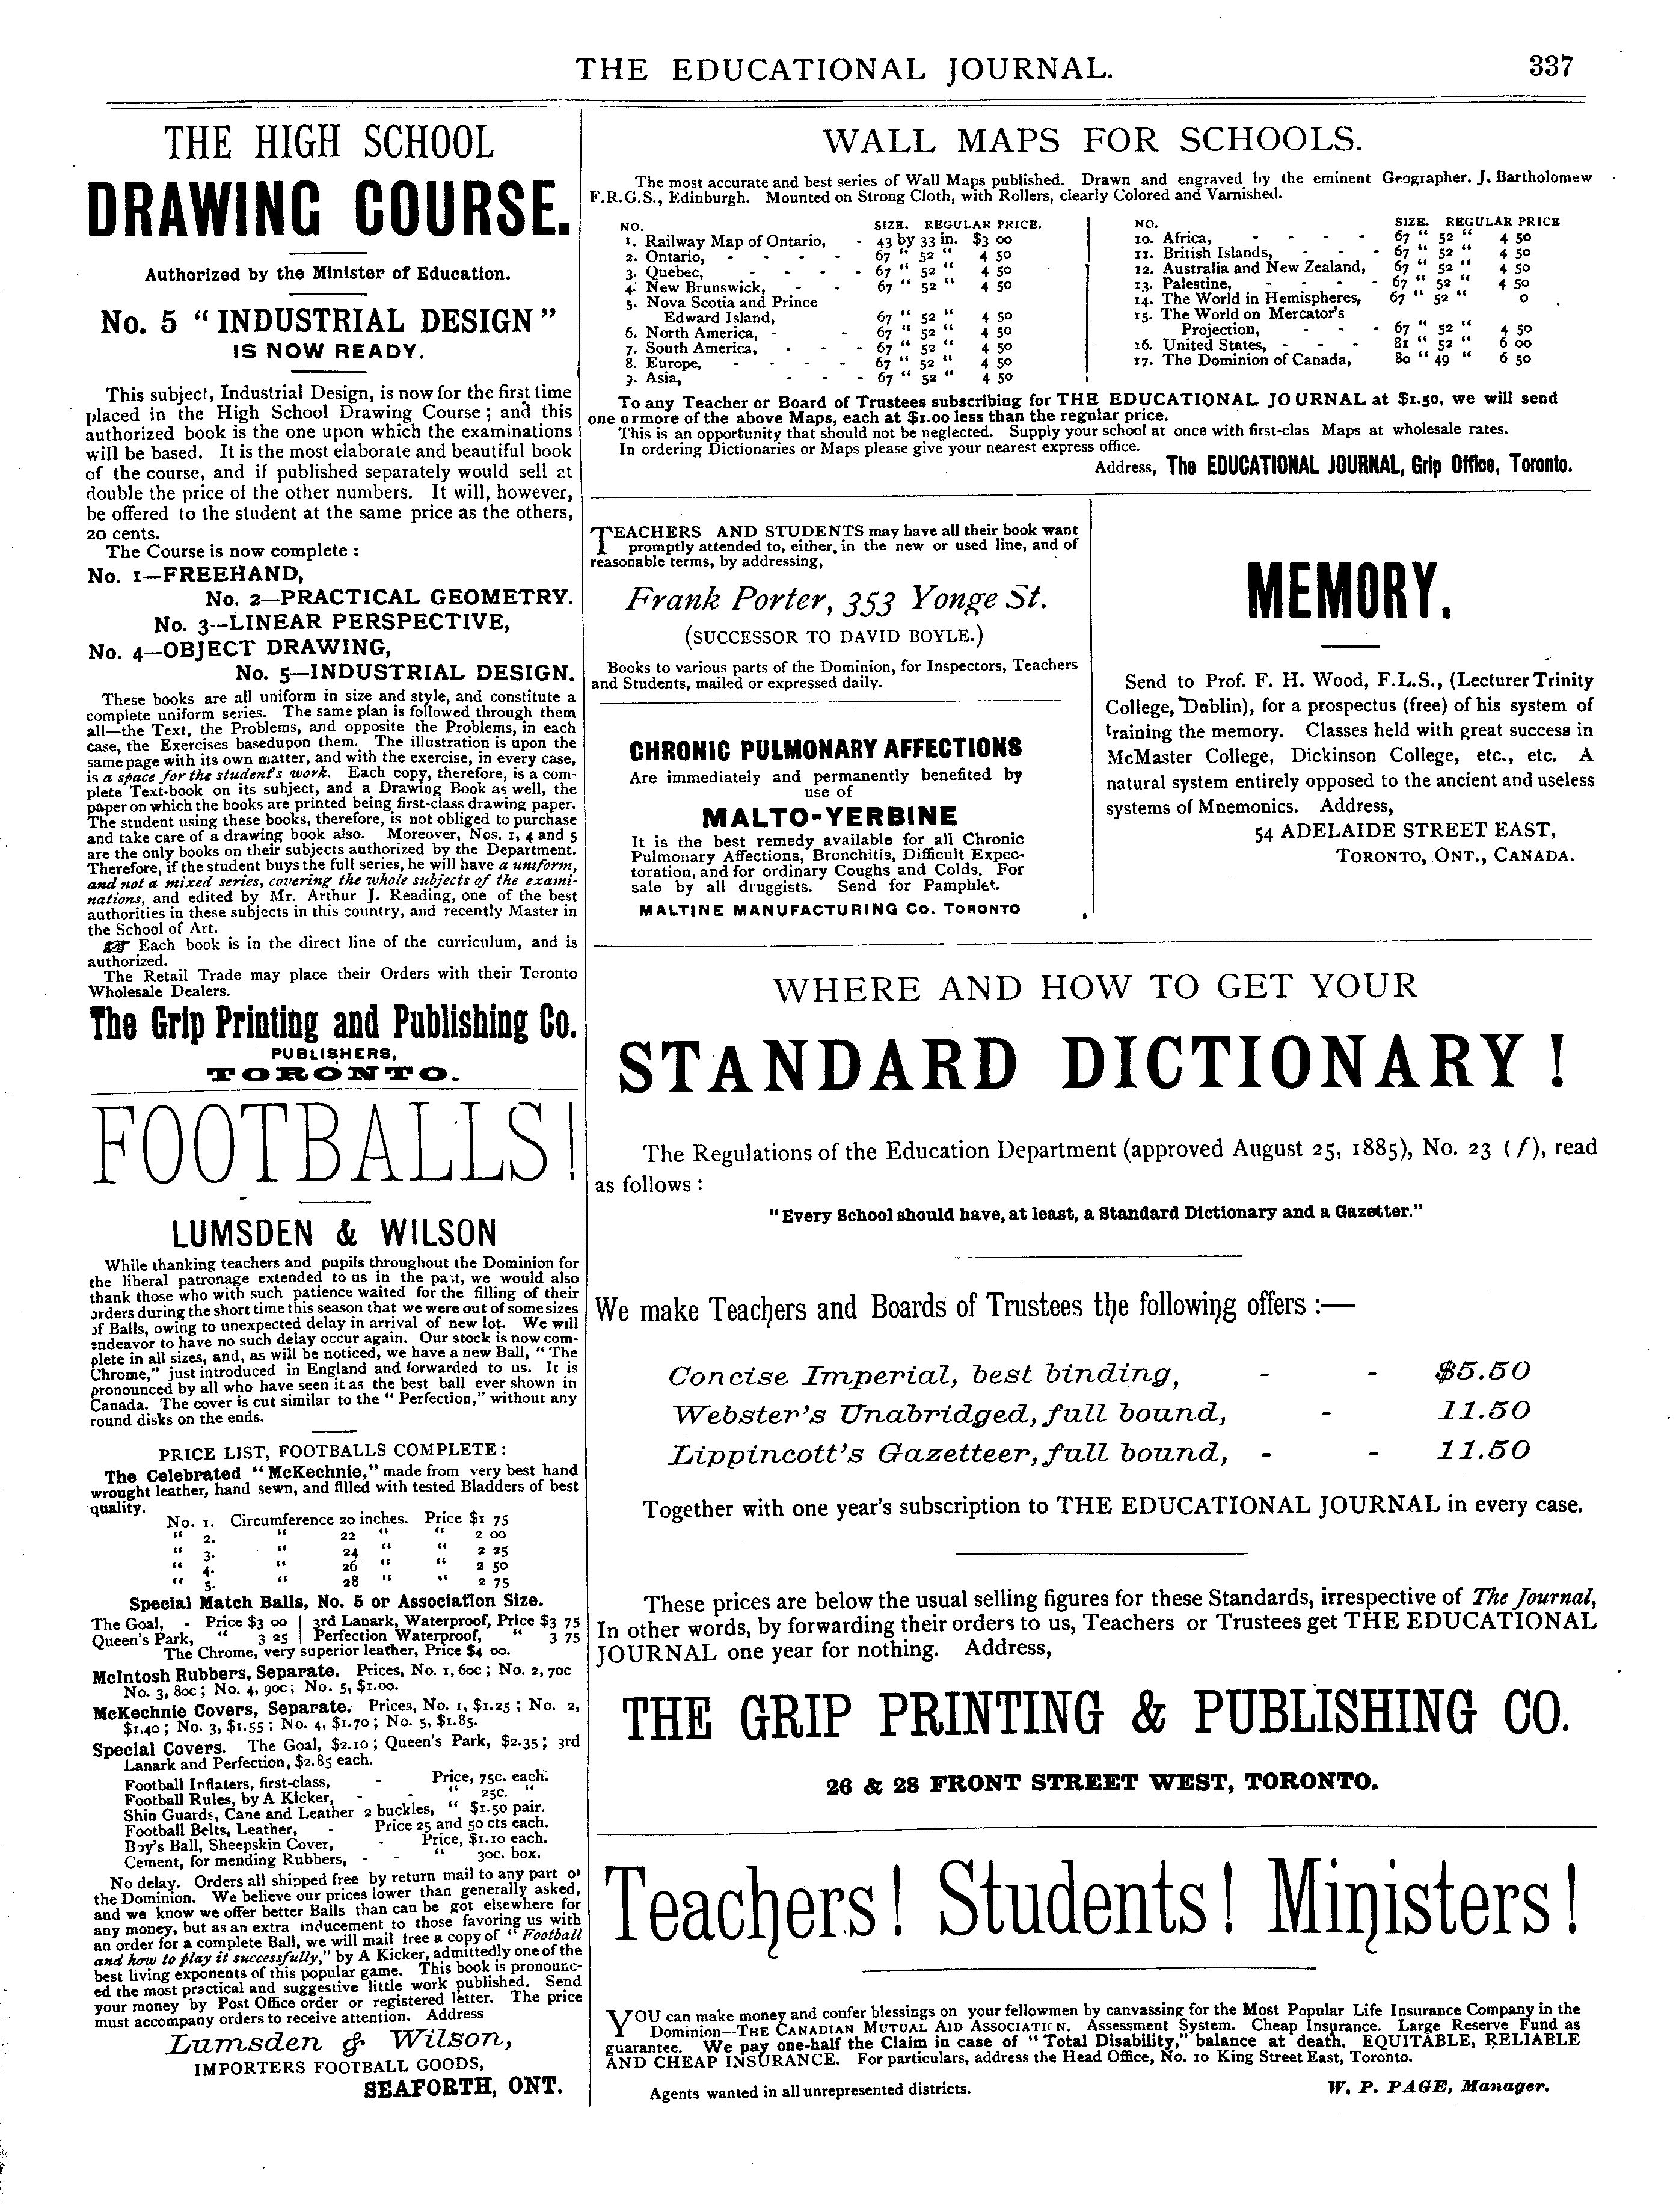 THE EDUCATIONAL JOURNAL.
337
THE HIGH SCHOOL
DRAWING COURSE.
Authorized by the Minister of Education.
No. 5 "INDUSTRIAL DESIGN"
IS NOW READY.
This subject, Industrial Design, is now for the first time
placed in the High School Drawing Course ; and this
authorized book is the one upon which the examinations
will be based. It is the most elaborate and beautiful book
of the course, and if published separately would sell at
double the price of the other numbers. It will, however,
be offered to the student at the same price as the others,
20 cents.
The Course is now complete :
No. 1—FREEHAND,
No. 2—PRACTICAL GEOMETRY.
No. 3--LINEAR PERSPECTIVE,
No. 4—OBJECT DRAWING,
No. 5—INDUSTRIAL DESIGN.
These books are all uniform in size and style, and constitute a
complete uniform series. The same plan is followed through them
all—the Text, the Problems, and opposite the Problems, in each
case, the Exercises basedupon them. The illustration is upon the
same page with its own matter, and with the exercise, in every case,
is a space for the student's work. Each copy, therefore, is a com-
plete Text-book on its subject, and a Drawing Book as well, the
paper on which the books are printed being first-class drawing paper.
The student using these books, therefore, is not obliged to purchase
and take care of a drawing book also. Moreover, Nos. 1, 4 and 5
are the only books on their subjects authorized by the Department.
Therefore, if the student buys the full series, he will have a uniform,
and not a mixed series, covering the whole subjects of the exami-
nations, and edited by Mr. Arthur J. Reading, one of the best
authorities in these subjects in this country, and recently Master in
the School of Art.
☞ Each book is in the direct line of the curriculum, and is
authorized.
The Retail Trade may place their Orders with their Toronto
Wholesale Dealers.
The Grip Printing and Publishing Co.
PUBLISHERS,
TORONTO.
FOOTBALLS!
LUMSDEN & WILSON
While thanking teachers and pupils throughout the Dominion for
the liberal patronage extended to us in the past, we would also
thank those who with such patience waited for the filling of their
orders during the short time this season that we were out of some sizes
of Balls, owing to unexpected delay in arrival of new lot. We will
endeavor to have no such delay occur again. Our stock is now com-
plete in all sizes, and, as will be noticed, we have a new Ball, "The
Chrome," just introduced in England and forwarded to us. It is
pronounced by all who have seen it as the best ball ever shown in
Canada. The cover is cut similar to the "Perfection," without any
round disks on the ends.
PRICE LIST, FOOTBALLS COMPLETE :
The Celebrated "McKechnie," made from very best hand
wrought leather, hand sewn, and filled with tested Bladders of best
quality.
No. 1. Circumference 20 inches. Price $1 75
" 2. " 22 " " 2 00
" 3. " 24 " " 2 25
" 4. " 26 " " 2 50
" 5. " 28 " " 2 75
Special Match Balls, No. 5 or Association Size.
The Goal, - Price $3 00 | 3rd Lanark, Waterproof, Price $3 75
Queen's Park, " 3 25 | Perfection Waterproof, " 3 75
The Chrome, very superior leather, Price $4 00.
McIntosh Rubbers, Separate. Prices, No. 1, 60c ; No. 2, 70c
No. 3, 80c ; No. 4, 90c ; No. 5, $1.00.
McKechnie Covers, Separate. Prices, No. 1, $1.25 ; No. 2,
$1.40 ; No. 3, $1.55 ; No. 4, $1.70 ; No. 5, $1.85.
Special Covers. The Goal, $2.10 ; Queen's Park, $2.35 ; 3rd
Lanark and Perfection, $2.85 each.
Football Inflaters, first-class, - Price, 75c. each.
Football Rules, by A Kicker, - - " 25c. "
Shin Guards, Cane and Leather 2 buckles, " $1.50 pair.
Football Belts, Leather, - Price 25 and 50 cts each.
Boy's Ball, Sheepskin Cover, - Price, $1.10 each.
Cement, for mending Rubbers, - - " 30c. box.
No delay. Orders all shipped free by return mail to any part of
the Dominion. We believe our prices lower than generally asked,
and we know we offer better Balls than can be got elsewhere for
any money, but as an extra inducement to those favoring us with
an order for a complete Ball, we will mail free a copy of "Football
and how to play it successfully," by A Kicker, admittedly one of the
best living exponents of this popular game. This book is pronounc-
ed the most practical and suggestive little work published. Send
your money by Post Office order or registered letter. The price
must accompany orders to receive attention. Address
Lumsden & Wilson,
IMPORTERS FOOTBALL GOODS,
SEAFORTH, ONT.
WALL MAPS FOR SCHOOLS.
The most accurate and best series of Wall Maps published. Drawn and engraved by the eminent Geographer, J. Bartholomew
F.R.G.S., Edinburgh. Mounted on Strong Cloth, with Rollers, clearly Colored and Varnished.
NO. SIZE. REGULAR PRICE.
1. Railway Map of Ontario, - 43 by 33 in. $3 00
2. Ontario, - - - - 67 " 52 " 4 50
3. Quebec, - - - - 67 " 52 " 4 50
4. New Brunswick, - - 67 " 52 " 4 50
5. Nova Scotia and Prince
Edward Island, 67 " 52 " 4 50
6. North America, - - 67 " 52 " 4 50
7. South America, - - - 67 " 52 " 4 50
8. Europe, - - - - 67 " 52 " 4 50
9. Asia, - - - 67 " 52 " 4 50
NO. SIZE. REGULAR PRICE
10. Africa, - - - - 67 " 52 " 4 50
11. British Islands, - - - 67 " 52 " 4 50
12. Australia and New Zealand, 67 " 52 " 4 50
13. Palestine, - - - - 67 " 52 " 4 50
14. The World in Hemispheres, 67 " 52 " 0
15. The World on Mercator's
Projection, - - - 67 " 52 " 4 50
16. United States, - - - 81 " 52 " 6 00
17. The Dominion of Canada, 80 " 49 " 6 50
To any Teacher or Board of Trustees subscribing for THE EDUCATIONAL JOURNAL at $1.50, we will send
one ormore of the above Maps, each at $1.00 less than the regular price.
This is an opportunity that should not be neglected. Supply your school at once with first-clas Maps at wholesale rates.
In ordering Dictionaries or Maps please give your nearest express office.
Address, The EDUCATIONAL JOURNAL, Grip Office, Toronto.
TEACHERS AND STUDENTS may have all their book want
promptly attended to, either, in the new or used line, and of
reasonable terms, by addressing,
Frank Porter, 353 Yonge St.
(SUCCESSOR TO DAVID BOYLE.)
Books to various parts of the Dominion, for Inspectors, Teachers
and Students, mailed or expressed daily.
CHRONIC PULMONARY AFFECTIONS
Are immediately and permanently benefited by
use of
MALTO-YERBINE
It is the best remedy available for all Chronic
Pulmonary Affections, Bronchitis, Difficult Expec-
toration, and for ordinary Coughs and Colds. For
sale by all druggists. Send for Pamphlet.
MALTINE MANUFACTURING CO. TORONTO
MEMORY.
Send to Prof. F. H. Wood, F.L.S., (Lecturer Trinity
College, Dublin), for a prospectus (free) of his system of
training the memory. Classes held with great success in
McMaster College, Dickinson College, etc., etc. A
natural system entirely opposed to the ancient and useless
systems of Mnemonics. Address,
54 ADELAIDE STREET EAST,
TORONTO, ONT., CANADA.
WHERE AND HOW TO GET YOUR
STANDARD DICTIONARY !
The Regulations of the Education Department (approved August 25, 1885), No. 23 (f), read
as follows :
"Every School should have, at least, a Standard Dictionary and a Gazetter."
We make Teachers and Boards of Trustees the following offers :—
Concise Imperial, best binding, - - $5.50
Webster's Unabridged, full bound, - 11.50
Lippincott's Gazetteer, full bound, - - 11.50
Together with one year's subscription to THE EDUCATIONAL JOURNAL in every case.
These prices are below the usual selling figures for these Standards, irrespective of The Journal,
In other words, by forwarding their orders to us, Teachers or Trustees get THE EDUCATIONAL
JOURNAL one year for nothing. Address,
THE GRIP PRINTING & PUBLISHING CO.
26 & 28 FRONT STREET WEST, TORONTO.
Teachers! Students! Ministers!
YOU can make money and confer blessings on your fellowmen by canvassing for the Most Popular Life Insurance Company in the
Dominion--THE CANADIAN MUTUAL AID ASSOCIATION. Assessment System. Cheap Insurance. Large Reserve Fund as
guarantee. We pay one-half the Claim in case of "Total Disability," balance at death. EQUITABLE, RELIABLE
AND CHEAP INSURANCE. For particulars, address the Head Office, No. 10 King Street East, Toronto.
Agents wanted in all unrepresented districts.
W. P. PAGE, Manager.